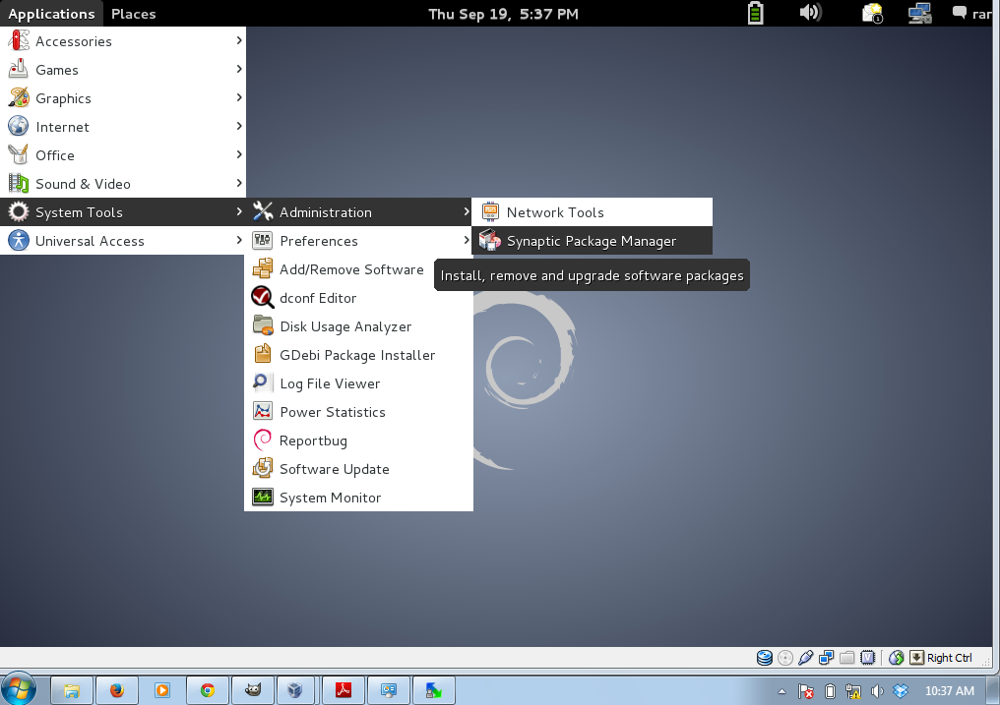 Applications Places Thu Sep 19, 5:37 PM 1 rar
Accessories
Games
Graphics
Internet
Office
Sound & Video
System Tools
Universal Access
Administration
Preferences
Add/Remove Software
dconf Editor
Disk Usage Analyzer
GDebi Package Installer
Log File Viewer
Power Statistics
Reportbug
Software Update
System Monitor
Network Tools
Synaptic Package Manager
Install, remove and upgrade software packages
Right Ctrl
10:37 AM